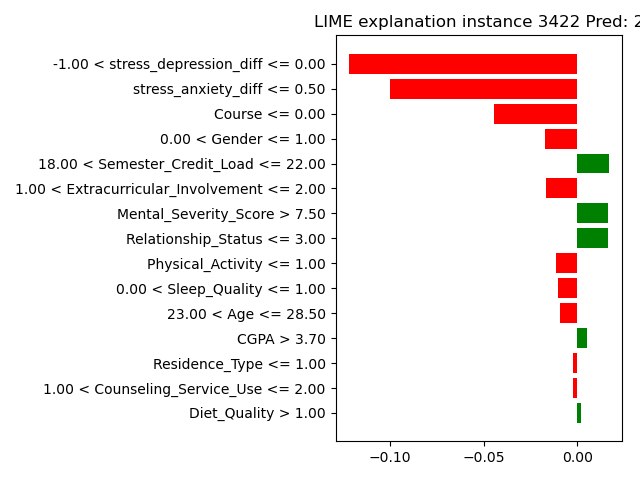 LIME explanation instance 3422 Pred: 2
-1.00 < stress_depression_diff <= 0.00
stress_anxiety_diff <= 0.50
Course <= 0.00
0.00 < Gender <= 1.00
18.00 < Semester_Credit_Load <= 22.00
1.00 < Extracurricular_Involvement <= 2.00
Mental_Severity_Score > 7.50
Relationship_Status <= 3.00
Physical_Activity <= 1.00
0.00 < Sleep_Quality <= 1.00
23.00 < Age <= 28.50
CGPA > 3.70
Residence_Type <= 1.00
1.00 < Counseling_Service_Use <= 2.00
Diet_Quality > 1.00
−0.10 −0.05 0.00